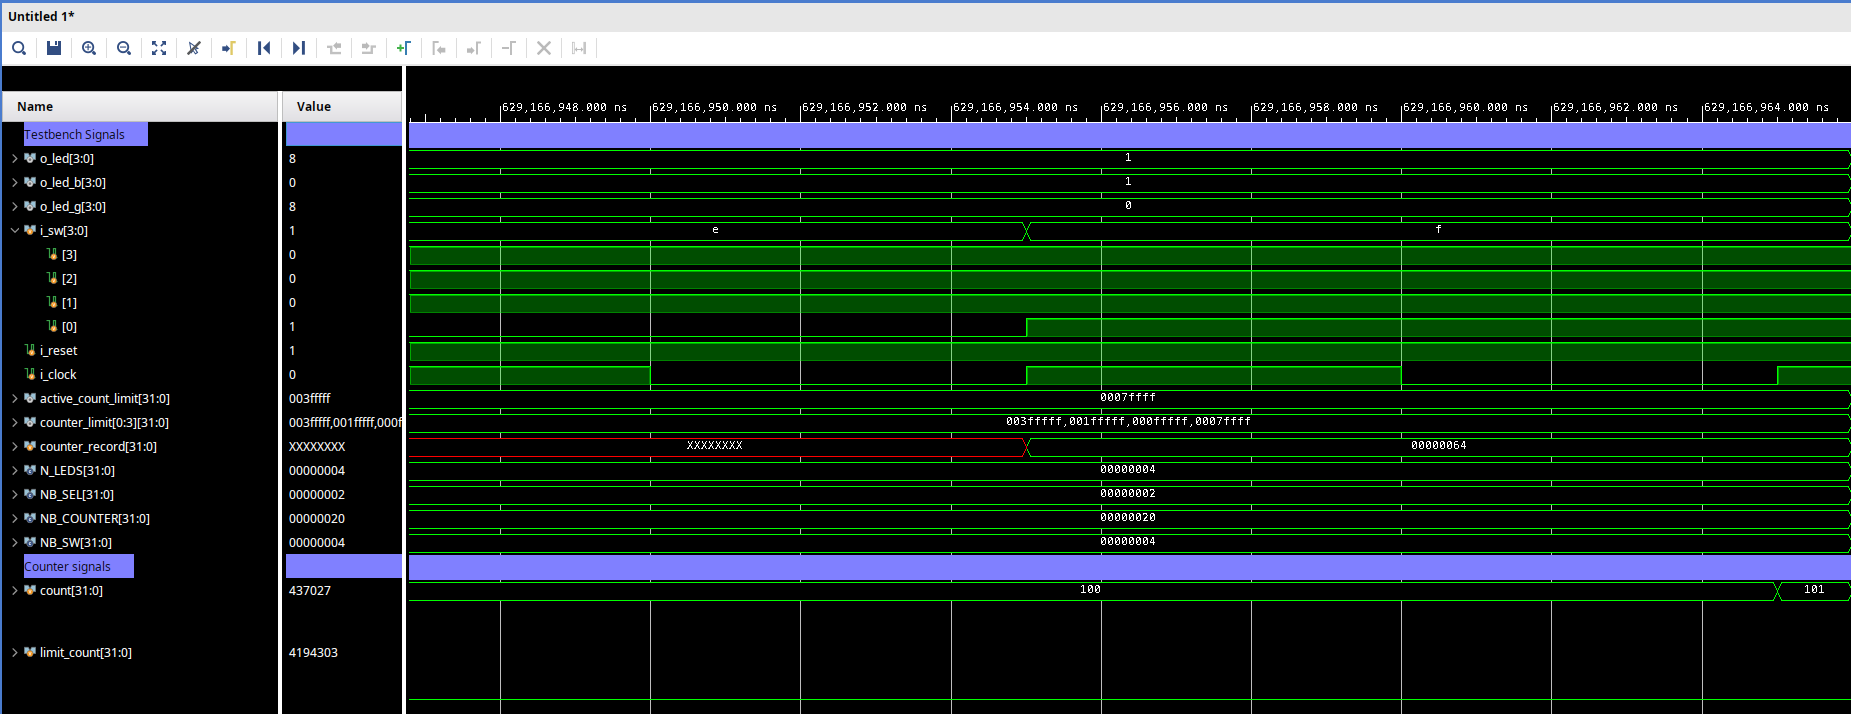 Untitled 1*
629,166,948.000 ns 629,166,950.000 ns 629,166,952.000 ns 629,166,954.000 ns 629,166,956.000 ns 629,166,958.000 ns 629,166,960.000 ns 629,166,962.000 ns 629,166,964.000 ns
Name Value
Testbench Signals
o_led[3:0] 8 1
o_led_b[3:0] 0 1
o_led_g[3:0] 8 0
i_sw[3:0] 1 e f
[3] 0
[2] 0
[1] 0
[0] 1
i_reset 1
i_clock 0
active_count_limit[31:0] 003fffff 0007ffff
counter_limit[0:3][31:0] 003fffff,001fffff,000f 003fffff,001fffff,000fffff,0007ffff
counter_record[31:0] XXXXXXXX XXXXXXXX 00000064
N_LEDS[31:0] 00000004 00000004
NB_SEL[31:0] 00000002 00000002
NB_COUNTER[31:0] 00000020 00000020
NB_SW[31:0] 00000004 00000004
Counter signals
count[31:0] 437027 100 101
limit_count[31:0] 4194303